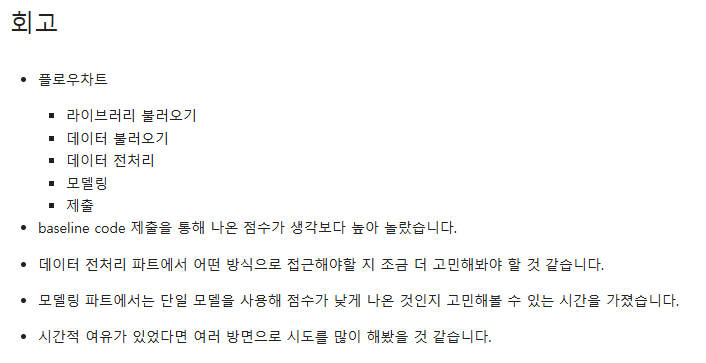 회고
플로우차트
라이브러리 불러오기
데이터 불러오기
데이터 전처리
모델링
제출
baseline code 제출을 통해 나온 점수가 생각보다 높아 놀랐습니다.
데이터 전처리 파트에서 어떤 방식으로 접근해야할 지 조금 더 고민해봐야 할 것 같습니다.
모델링 파트에서는 단일 모델을 사용해 점수가 낮게 나온 것인지 고민해볼 수 있는 시간을 가졌습니다.
시간적 여유가 있었다면 여러 방면으로 시도를 많이 해봤을 것 같습니다.